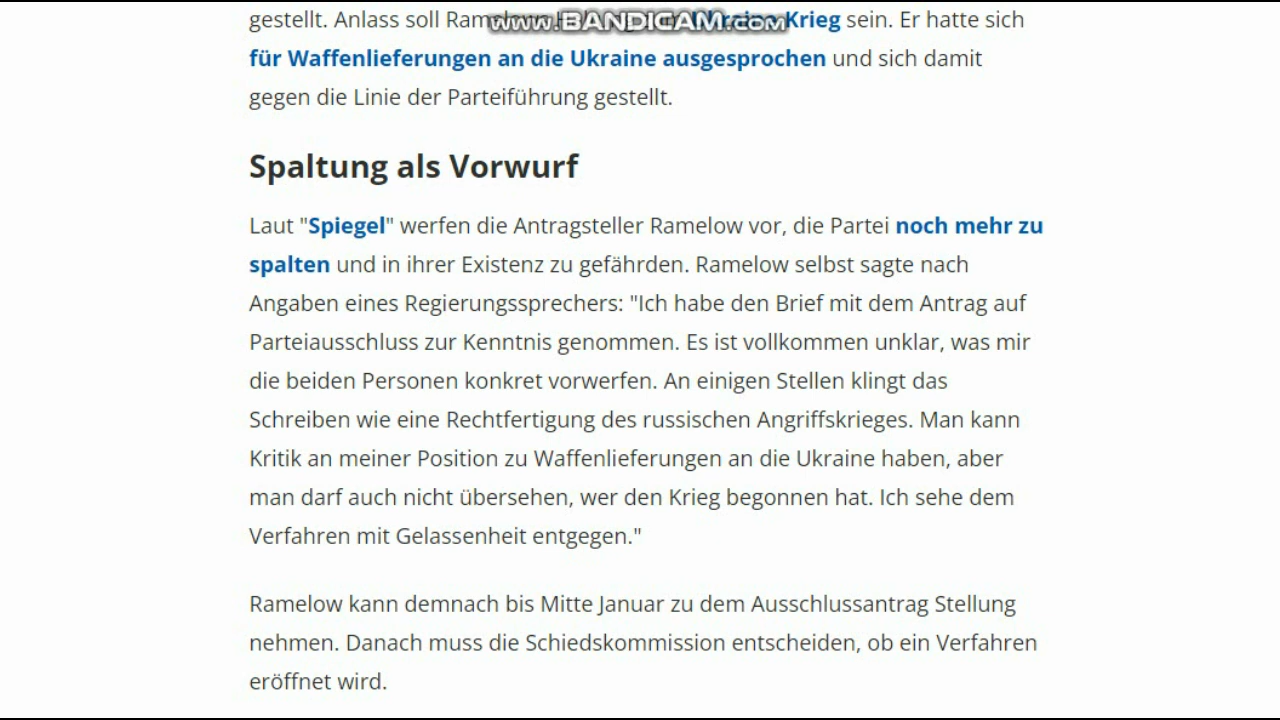 www.BANDICAM.com
gestellt. Anlass soll Ramelows Krieg sein. Er hatte sich
für Waffenlieferungen an die Ukraine ausgesprochen und sich damit
gegen die Linie der Parteiführung gestellt.
Spaltung als Vorwurf
Laut "Spiegel" werfen die Antragsteller Ramelow vor, die Partei noch mehr zu
spalten und in ihrer Existenz zu gefährden. Ramelow selbst sagte nach
Angaben eines Regierungssprechers: "Ich habe den Brief mit dem Antrag auf
Parteiausschluss zur Kenntnis genommen. Es ist vollkommen unklar, was mir
die beiden Personen konkret vorwerfen. An einigen Stellen klingt das
Schreiben wie eine Rechtfertigung des russischen Angriffskrieges. Man kann
Kritik an meiner Position zu Waffenlieferungen an die Ukraine haben, aber
man darf auch nicht übersehen, wer den Krieg begonnen hat. Ich sehe dem
Verfahren mit Gelassenheit entgegen."
Ramelow kann demnach bis Mitte Januar zu dem Ausschlussantrag Stellung
nehmen. Danach muss die Schiedskommission entscheiden, ob ein Verfahren
eröffnet wird.